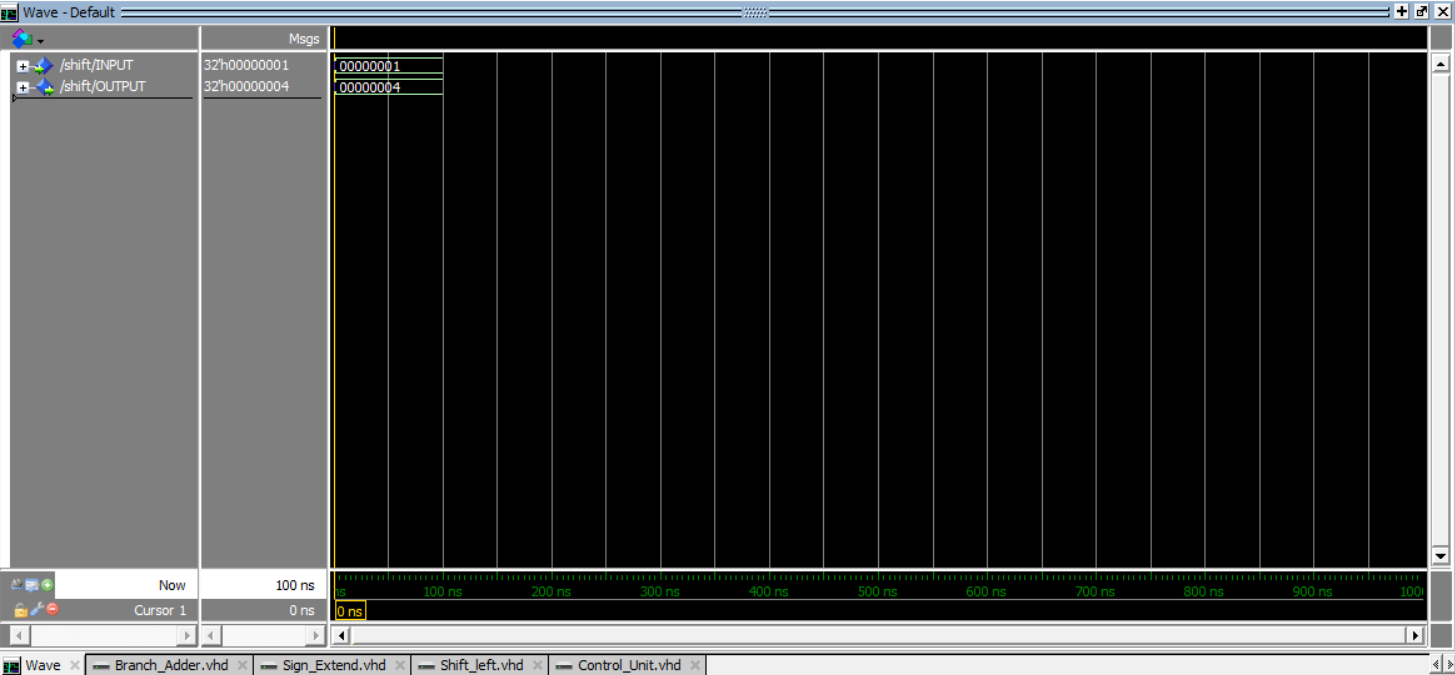 Wave - Default
Msgs
/shift/INPUT 32'h00000001 00000001
/shift/OUTPUT 32'h00000004 00000004
Now 100 ns ns 100 ns 200 ns 300 ns 400 ns 500 ns 600 ns 700 ns 800 ns 900 ns 100
Cursor 1 0 ns 0 ns
Wave Branch_Adder.vhd Sign_Extend.vhd Shift_left.vhd Control_Unit.vhd